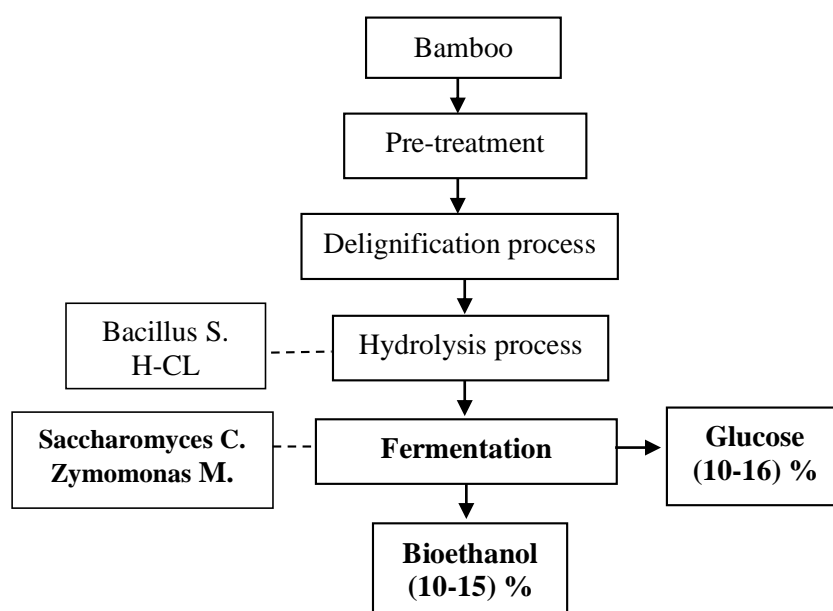 Bamboo
Pre-treatment
Delignification process
Bacillus S.
H-CL
Hydrolysis process
Saccharomyces C.
Zymomonas M.
Fermentation
Glucose
(10-16) %
Bioethanol
(10-15) %